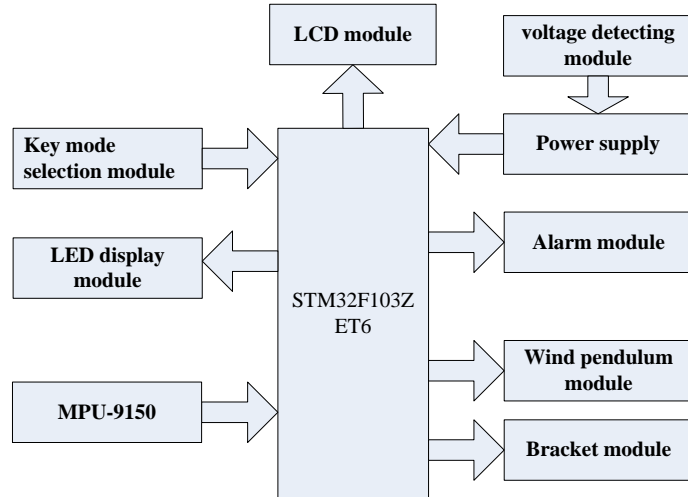 LCD module
voltage detecting
module
Key mode
selection module
Power supply
LED display
module
Alarm module
STM32F103Z
ET6
Wind pendulum
module
MPU-9150
Bracket module